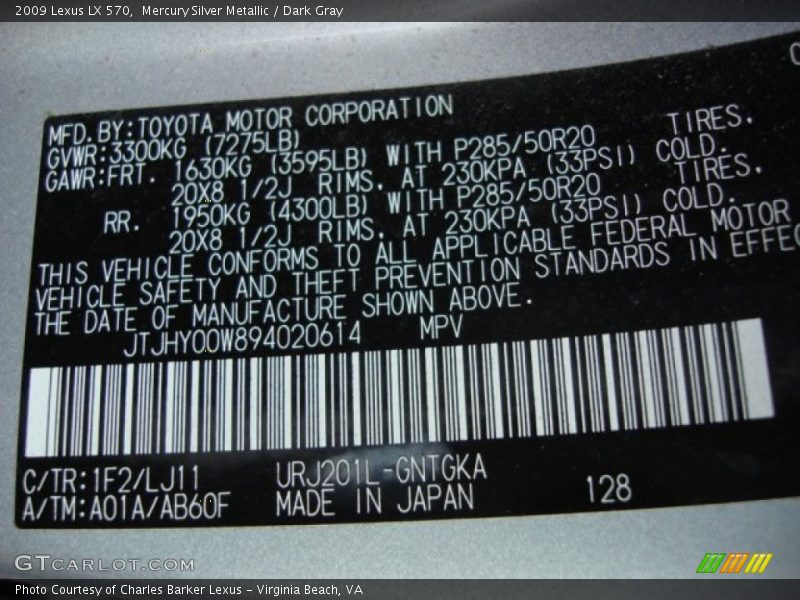 2009 Lexus LX 570,  Mercury Silver Metallic / Dark Gray
MFD.BY:TOYOTA MOTOR CORPORATION
GVWR:3300KG (7275LB)
GAWR:FRT. 1630KG (3595LB) WITH P285/50R20 TIRES.
20X8 1/2J RIMS. AT 230KPA (33PSI) COLD.
RR. 1950KG (4300LB) WITH P285/50R20 TIRES.
20X8 1/2J RIMS. AT 230KPA (33PSI) COLD.
THIS VEHICLE CONFORMS TO ALL APPLICABLE FEDERAL MOTOR
VEHICLE SAFETY AND THEFT PREVENTION STANDARDS IN EFFEC
THE DATE OF MANUFACTURE SHOWN ABOVE.
JTJHY00W894020614 MPV
C/TR:1F2/LJ11 URJ201L-GNTGKA
A/TM:A01A/AB60F MADE IN JAPAN 128
GTCARLOT.COM
Photo Courtesy of Charles Barker Lexus - Virginia Beach, VA